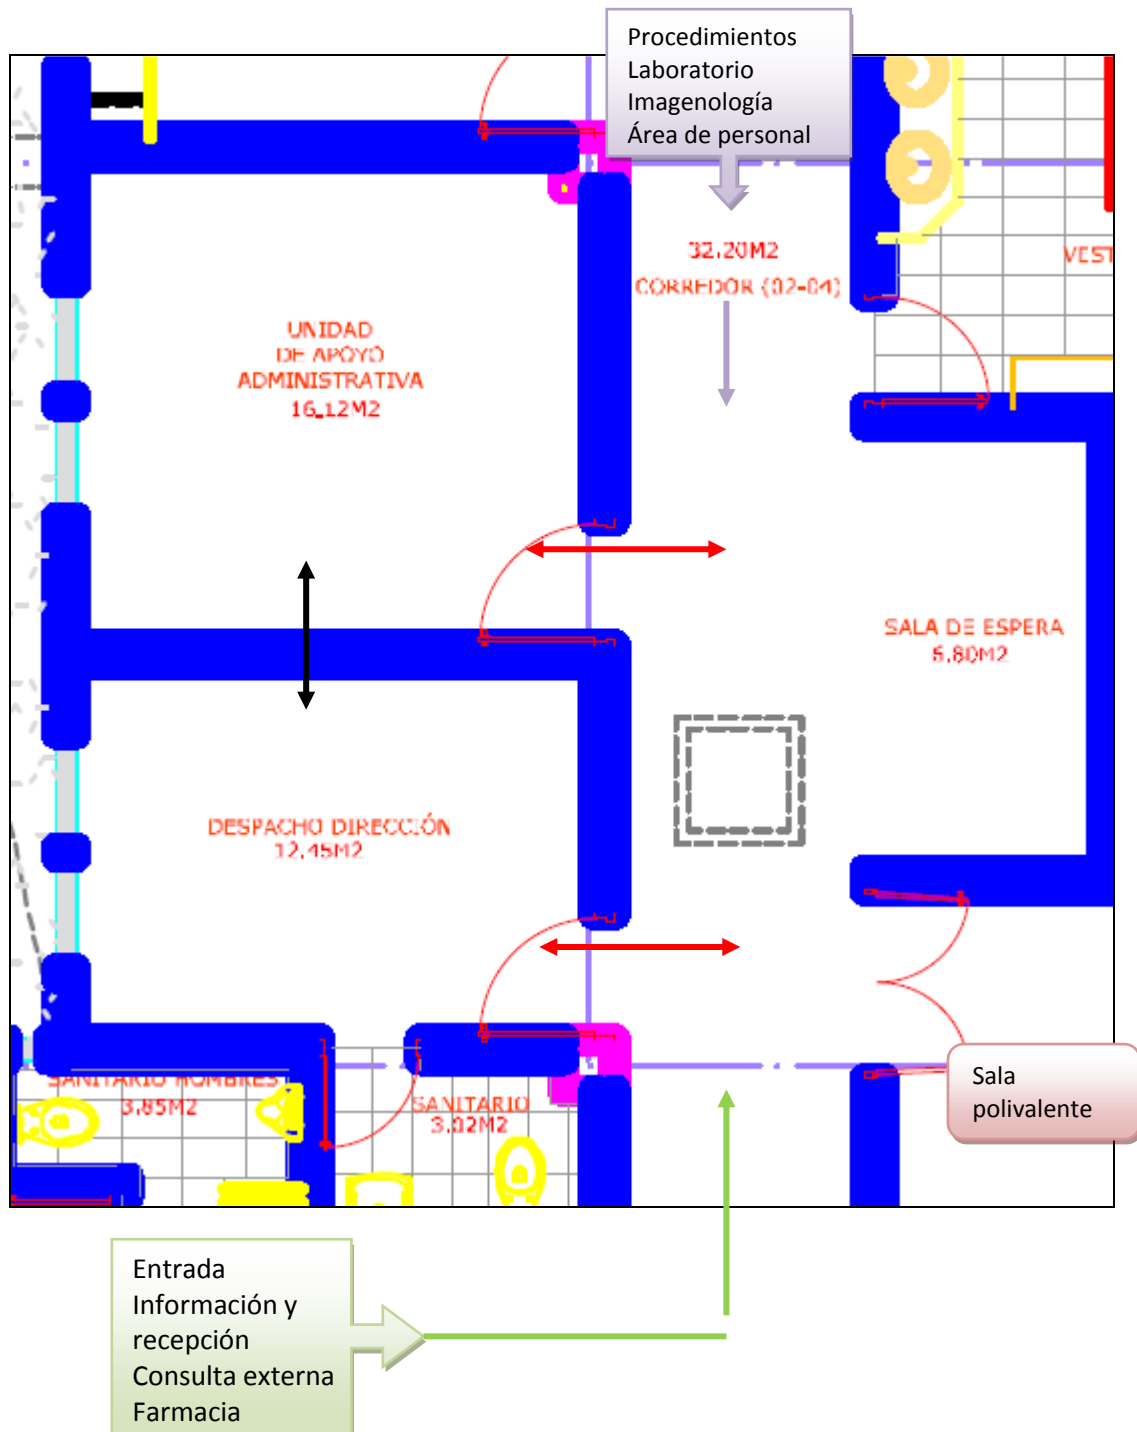 Procedimientos
Laboratorio
Imagenología
Área de personal
32.20M2
CORREDOR (02-04)
VEST
UNIDAD
DE APOYO
ADMINISTRATIVA
16.12M2
SALA DE ESPERA
6.80M2
DESPACHO DIRECCIÓN
12.45M2
SANITARIO HOMBRES
3.85M2
SANITARIO
3.02M2
Sala
polivalente
Entrada
Información y
recepción
Consulta externa
Farmacia